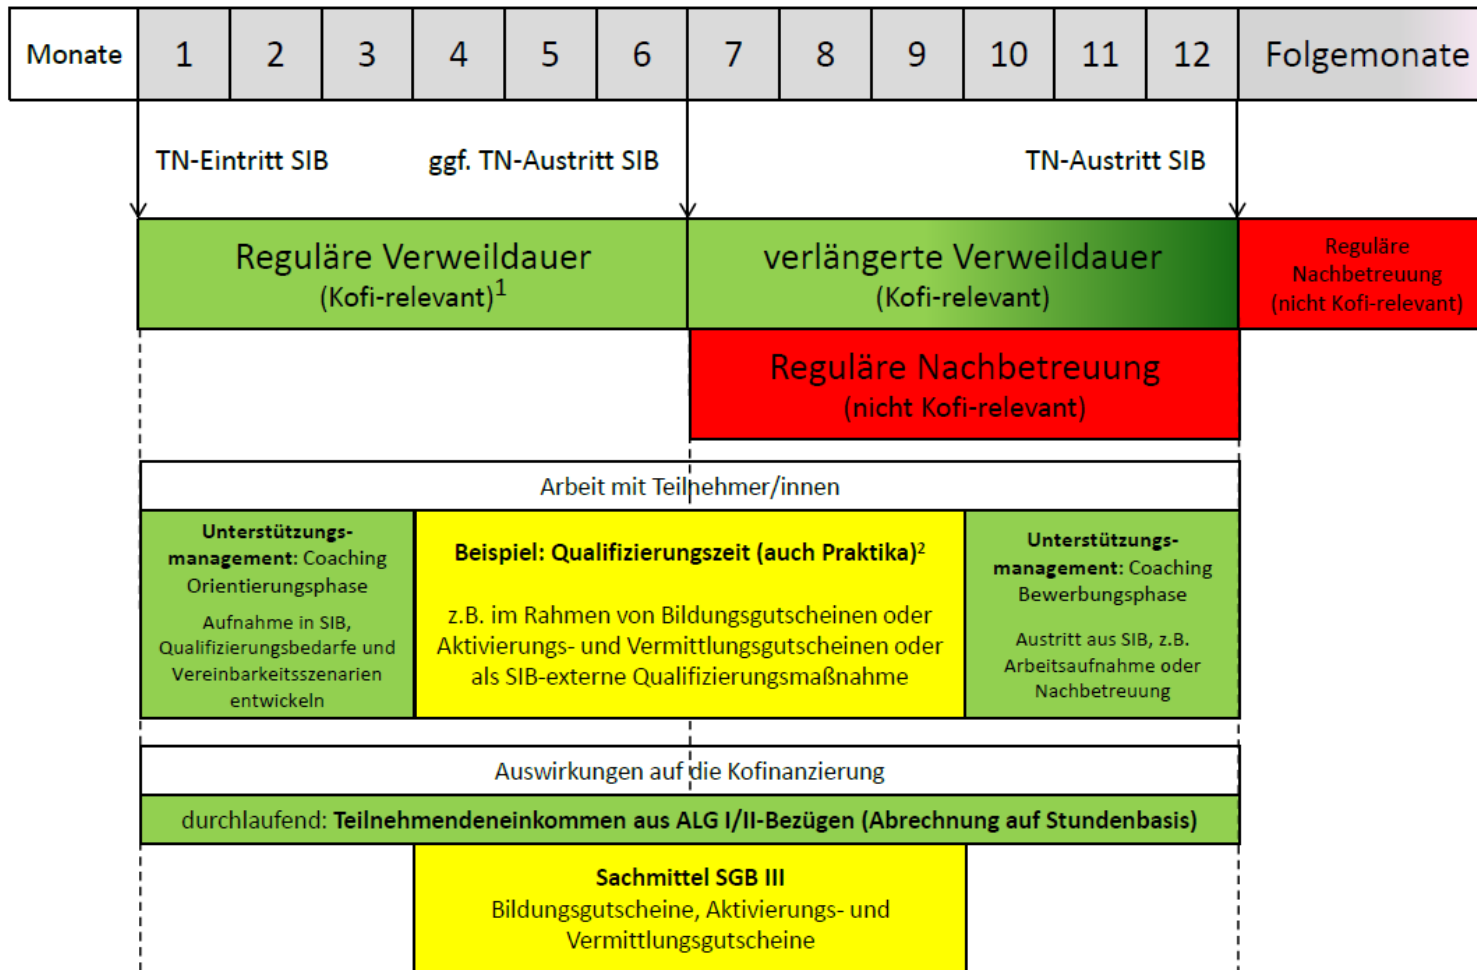 Monate 1 2 3 4 5 6 7 8 9 10 11 12 Folgemonate
TN-Eintritt SIB
ggf. TN-Austritt SIB
TN-Austritt SIB
Reguläre Verweildauer
(Kofi-relevant)¹
verlängerte Verweildauer
(Kofi-relevant)
Reguläre
Nachbetreuung
(nicht Kofi-relevant)
Reguläre Nachbetreuung
(nicht Kofi-relevant)
Arbeit mit Teilnehmer/innen
Unterstützungs-
management: Coaching
Orientierungsphase
Aufnahme in SIB,
Qualifizierungsbedarfe und
Vereinbarkeitsszenarien
entwickeln
Beispiel: Qualifizierungszeit (auch Praktika)²
z.B. im Rahmen von Bildungsgutscheinen oder
Aktivierungs- und Vermittlungsgutscheinen oder
als SIB-externe Qualifizierungsmaßnahme
Unterstützungs-
management: Coaching
Bewerbungsphase
Austritt aus SIB, z.B.
Arbeitsaufnahme oder
Nachbetreuung
Auswirkungen auf die Kofinanzierung
durchlaufend: Teilnehmendeneinkommen aus ALG I/II-Bezügen (Abrechnung auf Stundenbasis)
Sachmittel SGB III
Bildungsgutscheine, Aktivierungs- und
Vermittlungsgutscheine